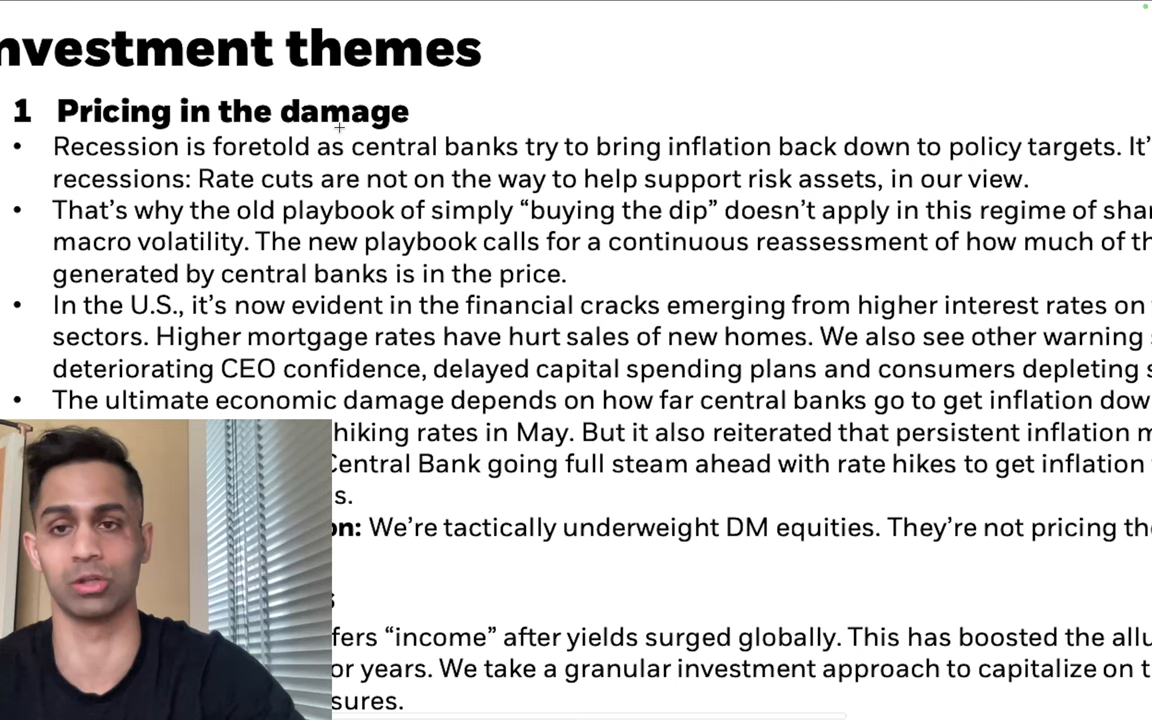 nvestment themes
1 Pricing in the damage
• Recession is foretold as central banks try to bring inflation back down to policy targets. It’
recessions: Rate cuts are not on the way to help support risk assets, in our view.
• That’s why the old playbook of simply “buying the dip” doesn’t apply in this regime of
macro volatility. The new playbook calls for a continuous reassessment of how much of
generated by central banks is in the price.
• In the U.S., it’s now evident in the financial cracks emerging from higher interest rates on
sectors. Higher mortgage rates have hurt sales of new homes. We also see other warning
deteriorating CEO confidence, delayed capital spending plans and consumers depleting
• The ultimate economic damage depends on how far central banks go to get inflation
hiking rates in May. But it also reiterated that persistent inflation
Central Bank going full steam ahead with rate hikes to get inflation
s.
on: We’re tactically underweight DM equities. They’re not pricing
fers “income” after yields surged globally. This has boosted the
or years. We take a granular investment approach to capitalize on
sures.